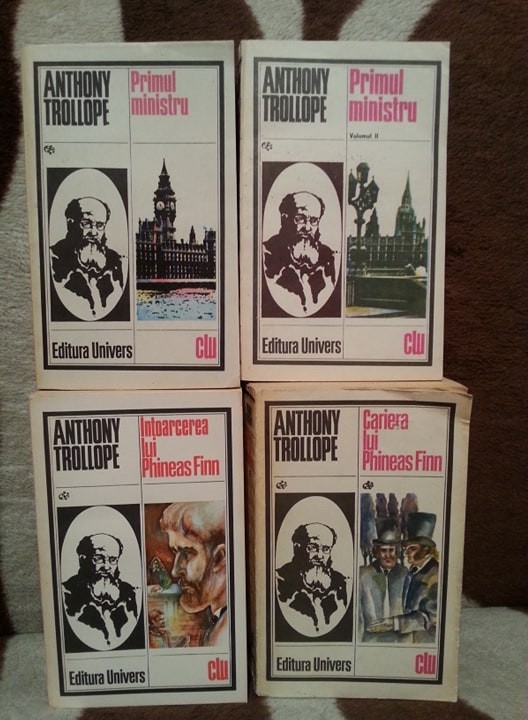 ANTHONY
TROLLOPE
Primul
ministru
Editura Univers
clu
ANTHONY
TROLLOPE
Primul
ministru
Volumul II
Editura Univers
clu
ANTHONY
TROLLOPE
Intoarcerea
lui
Phineas Finn
Editura Univers
clu
ANTHONY
TROLLOPE
Cariera
lui
Phineas Finn
Editura Univers
clu